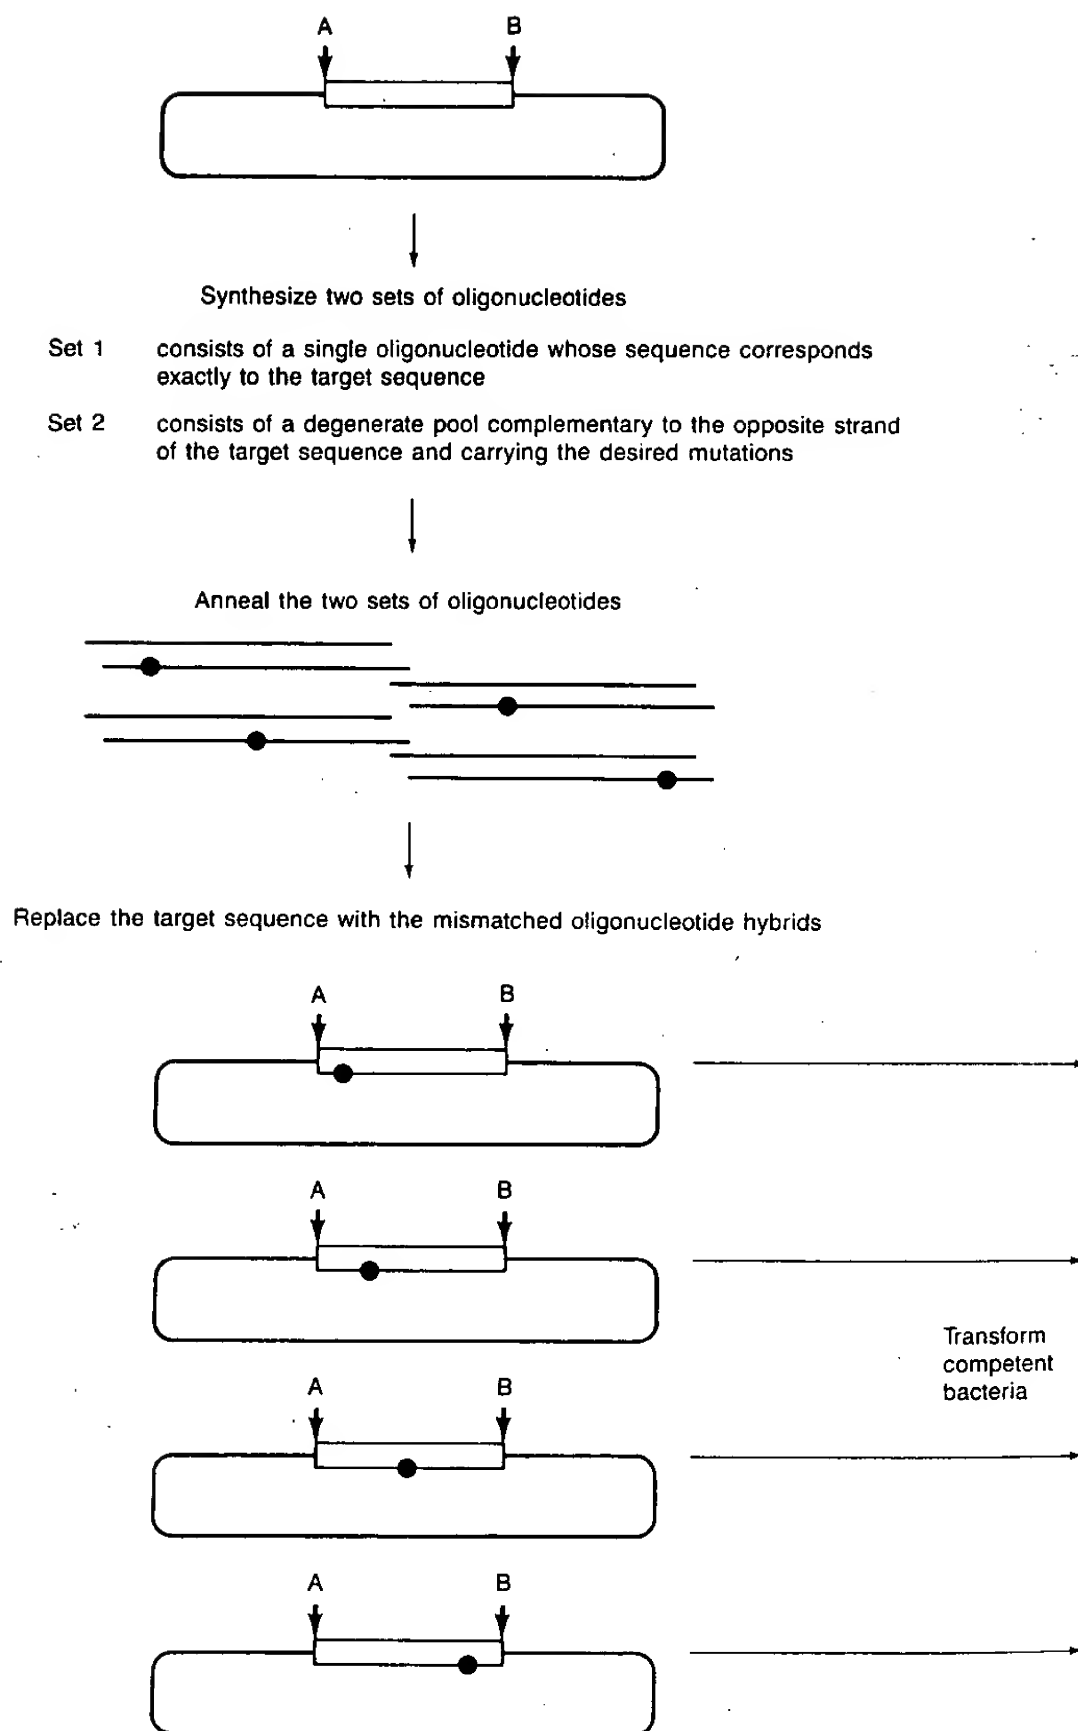 A B
Synthesize two sets of oligonucleotides
Set 1 consists of a single oligonucleotide whose sequence corresponds
exactly to the target sequence
Set 2 consists of a degenerate pool complementary to the opposite strand
of the target sequence and carrying the desired mutations
Anneal the two sets of oligonucleotides
Replace the target sequence with the mismatched oligonucleotide hybrids
A B
A B
Transform
competent
bacteria
A B
A B